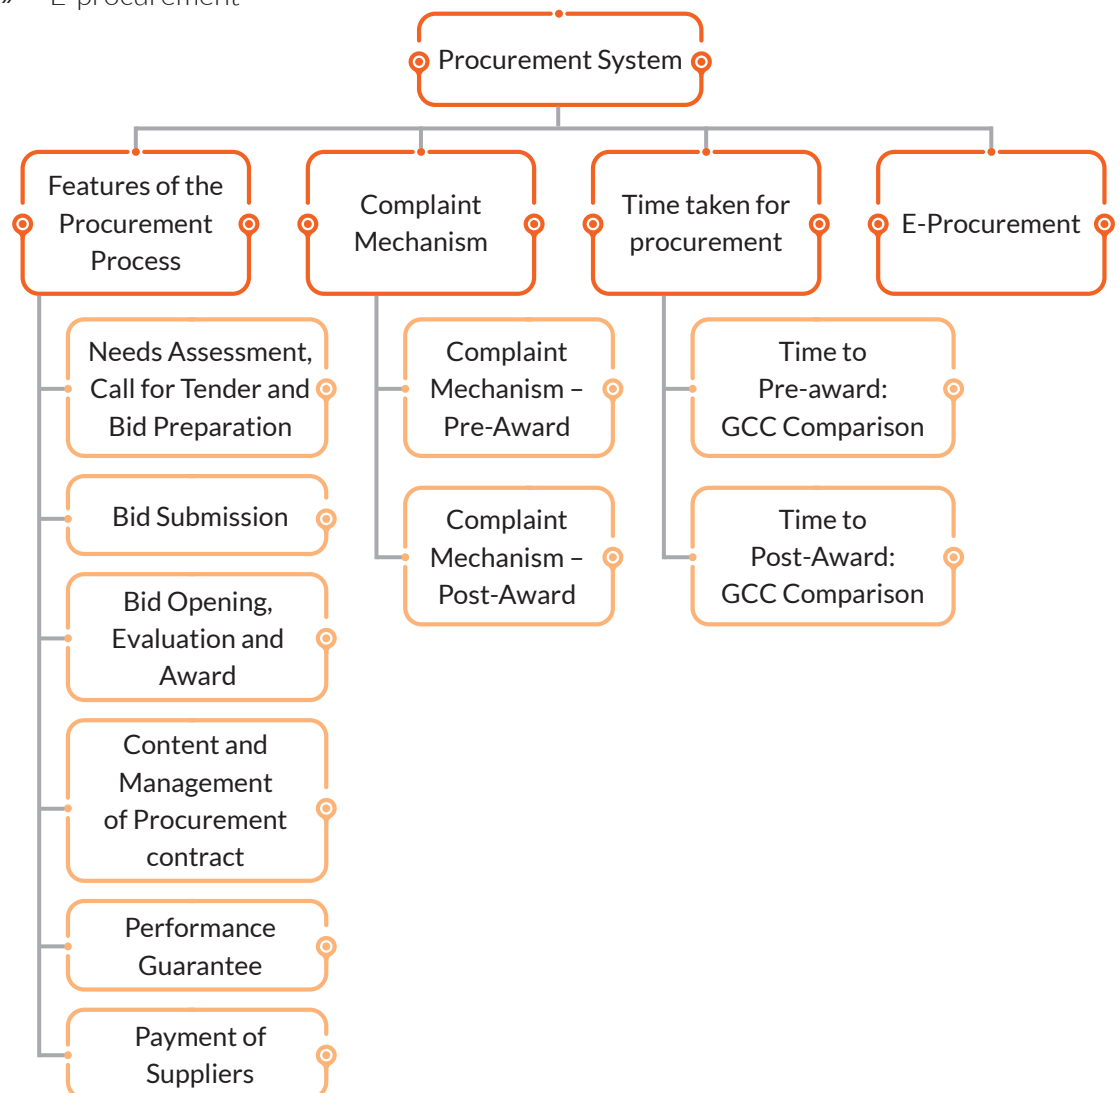 » E-procurement
Procurement System
Features of the
Procurement
Process
Complaint
Mechanism
Time taken for
procurement
E-Procurement
Needs Assessment,
Call for Tender and
Bid Preparation
Bid Submission
Bid Opening,
Evaluation and
Award
Content and
Management
of Procurement
contract
Performance
Guarantee
Payment of
Suppliers
Complaint
Mechanism –
Pre-Award
Complaint
Mechanism –
Post-Award
Time to
Pre-award:
GCC Comparison
Time to
Post-Award:
GCC Comparison